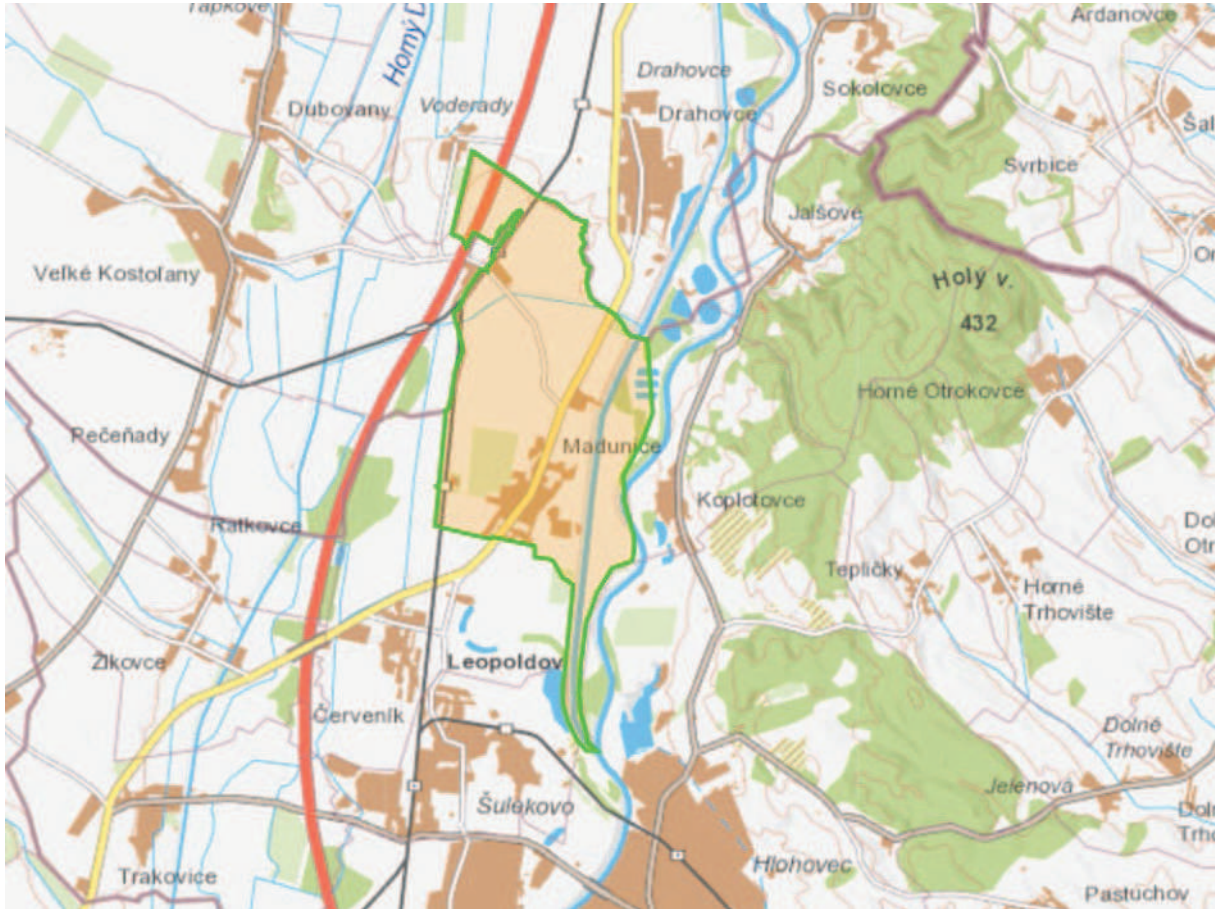 Ardanovce
Drahovce
Sokolovce
Dubovany
Voderady
Drahovce
Svrbice
Jalšové
Veľké Kostoľany
Holý v.
432
Horné Otrokovce
Pečeňady
Madunice
Koplotovce
Ratkovce
Tepličky
Horné
Trhovište
Žlkovce
Leopoldov
Červeník
Dolné
Trhovište
Jelenová
Šulekovo
Hlohovec
Trakovice
Pastuchov